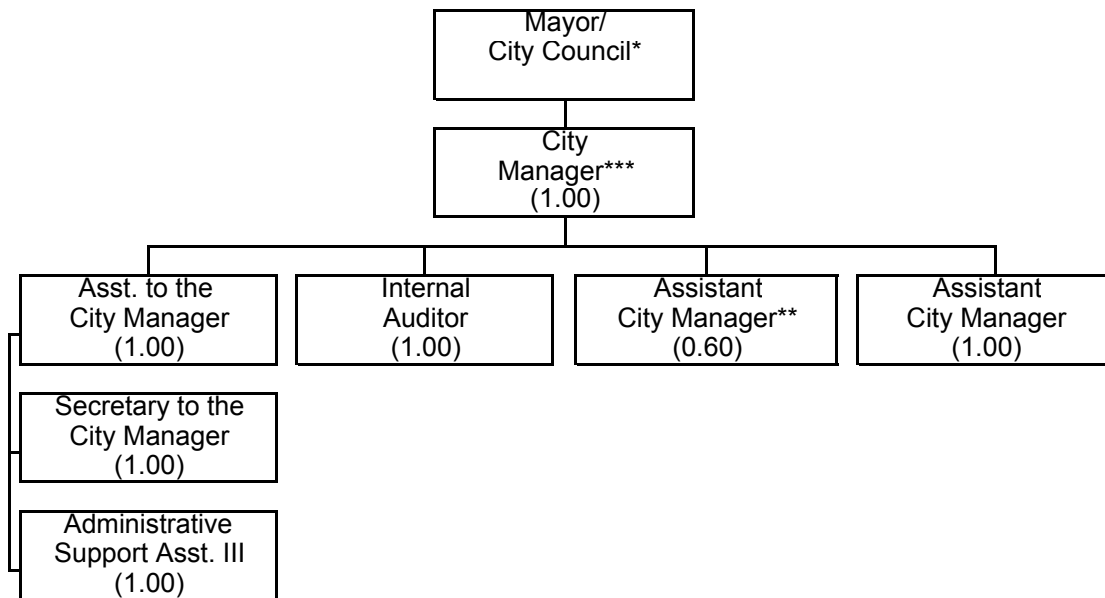 Mayor/
City Council*
City
Manager***
(1.00)
Asst. to the
City Manager
(1.00)
Internal
Auditor
(1.00)
Assistant
City Manager**
(0.60)
Assistant
City Manager
(1.00)
Secretary to the
City Manager
(1.00)
Administrative
Support Asst. III
(1.00)